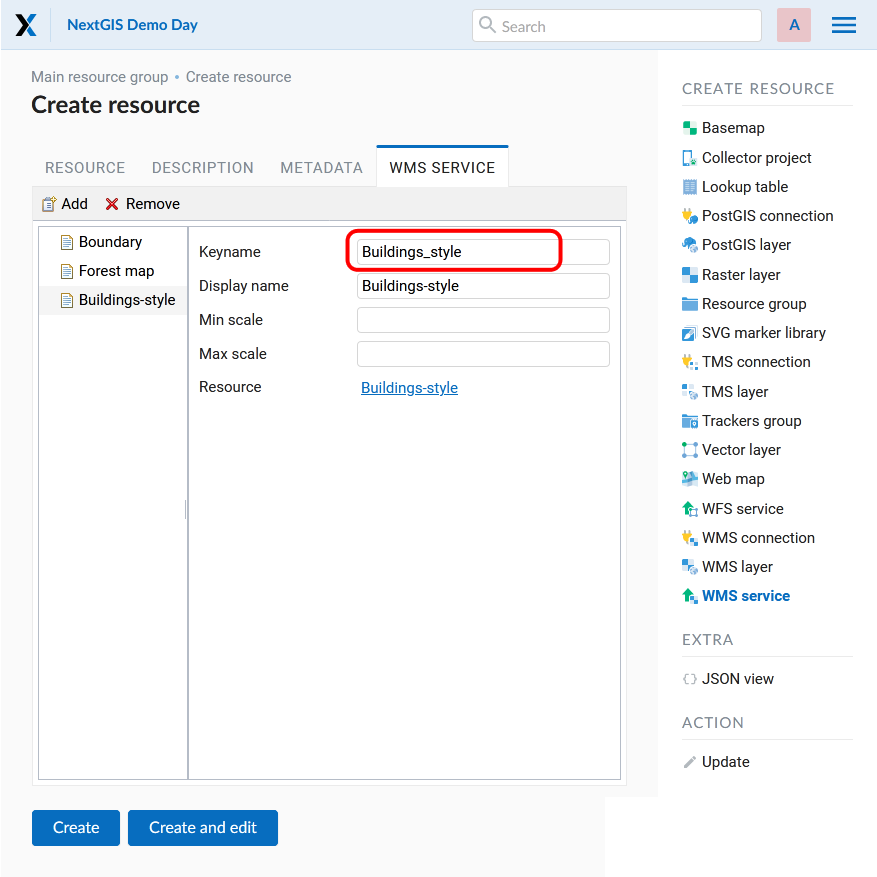 NextGIS Demo Day
Search
A
Main resource group • Create resource
Create resource
RESOURCE DESCRIPTION METADATA WMS SERVICE
Add Remove
Boundary
Forest map
Buildings-style
Keyname Buildings_style
Display name Buildings-style
Min scale
Max scale
Resource Buildings-style
Create Create and edit
CREATE RESOURCE
Basemap
Collector project
Lookup table
PostGIS connection
PostGIS layer
Raster layer
Resource group
SVG marker library
TMS connection
TMS layer
Trackers group
Vector layer
Web map
WFS service
WMS connection
WMS layer
WMS service
EXTRA
JSON view
ACTION
Update